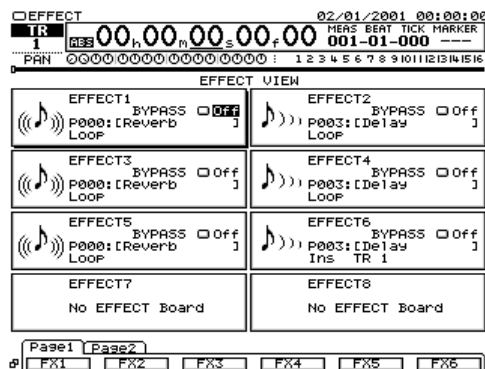 EFFECT 02/01/2001 00:00:00
TR 1 ABS 00h00m00s00f00 MEAS BEAT TICK MARKER
001-01-000 ---
PAN 1 2 3 4 5 6 7 8 9 10 11 12 13 14 15 16
EFFECT VIEW
EFFECT1
BYPASS Off
P000:[Reverb ]
LOOP
EFFECT2
BYPASS Off
P003:[Delay ]
LOOP
EFFECT3
BYPASS Off
P000:[Reverb ]
LOOP
EFFECT4
BYPASS Off
P003:[Delay ]
LOOP
EFFECT5
BYPASS Off
P000:[Reverb ]
LOOP
EFFECT6
BYPASS Off
P003:[Delay ]
Ins TR 1
EFFECT7
No EFFECT Board
EFFECT8
No EFFECT Board
Page1 Page2
FX1 FX2 FX3 FX4 FX5 FX6